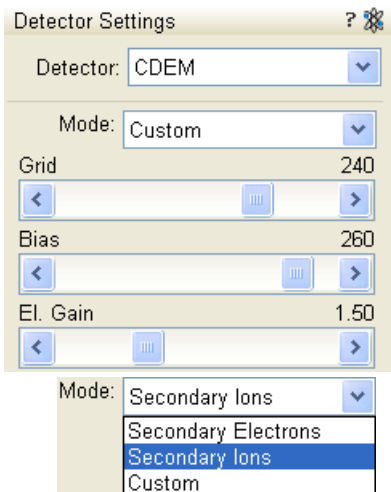 Detector Settings ?
Detector: CDEM
Mode: Custom
Grid 240
Bias 260
El. Gain 1.50
Mode: Secondary Ions
Secondary Electrons
Secondary Ions
Custom